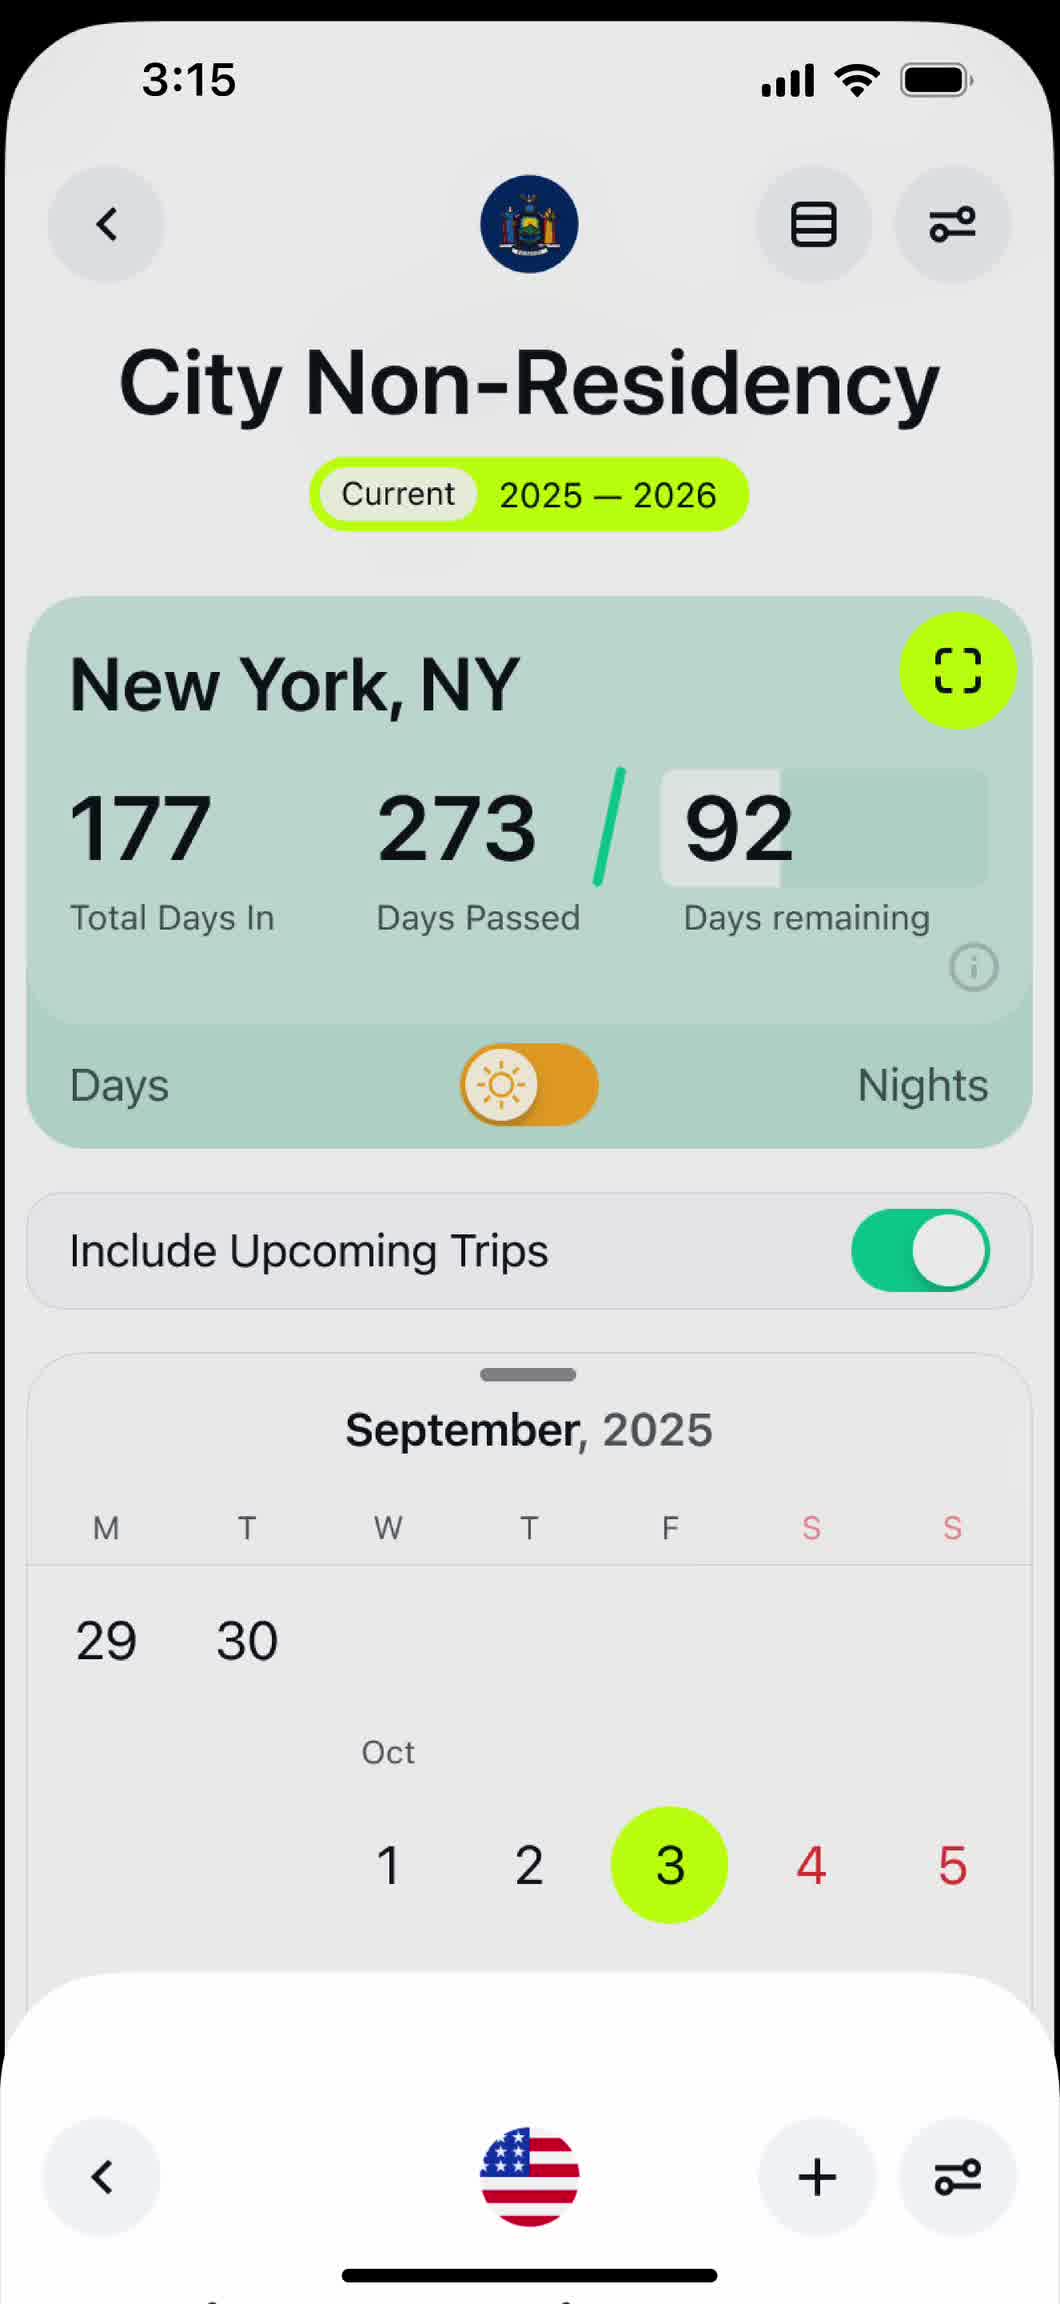 3:15
City Non-Residency
Current 2025 — 2026
New York, NY
177 273 / 92
Total Days In Days Passed Days remaining
Days Nights
Include Upcoming Trips
September, 2025
M T W T F S S
29 30
Oct
1 2 3 4 5